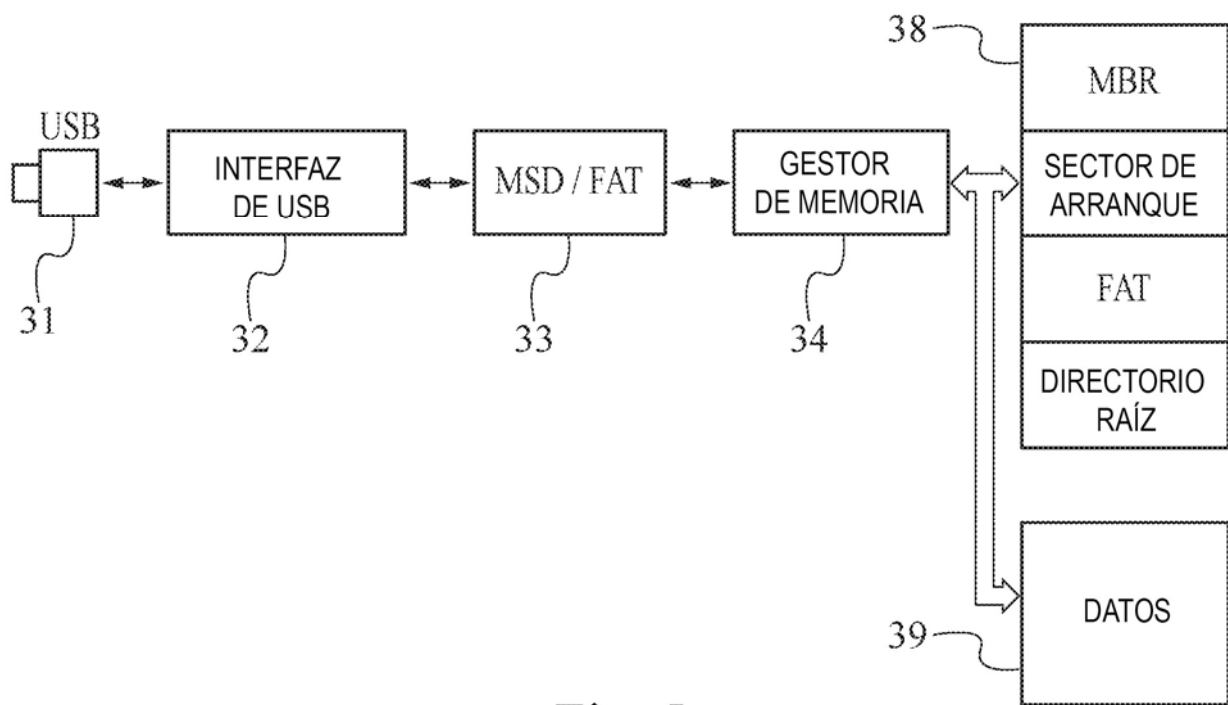 38
MBR
USB
INTERFAZ
DE USB
MSD / FAT
GESTOR
DE MEMORIA
SECTOR DE
ARRANQUE
FAT
DIRECTORIO
RAÍZ
31
32
33
34
DATOS
39